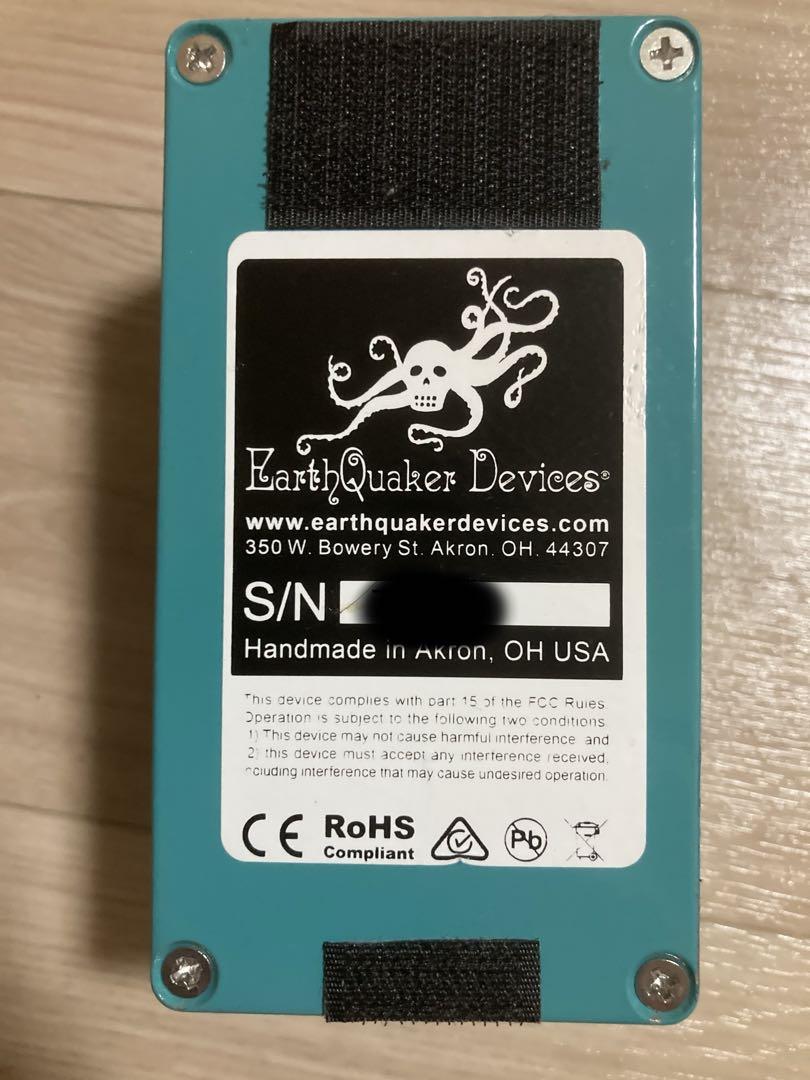 EarthQuaker Devices®
www.earthquakerdevices.com
350 W. Bowery St. Akron. OH. 44307
S/N
Handmade in Akron, OH USA
This device complies with part 15 of the FCC Rules
Operation is subject to the following two conditions
1) This device may not cause harmful interference and
2) this device must accept any interference received,
including interference that may cause undesired operation.
CE RoHS
Compliant
Pb